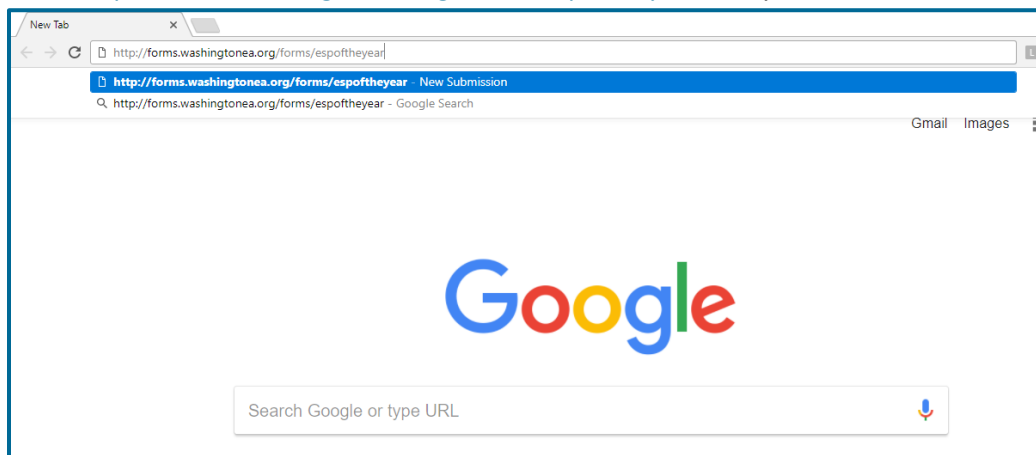 New Tab
http://forms.washingtonea.org/forms/espoftheyear
http://forms.washingtonea.org/forms/espoftheyear - New Submission
http://forms.washingtonea.org/forms/espoftheyear - Google Search
Gmail Images
Google
Search Google or type URL